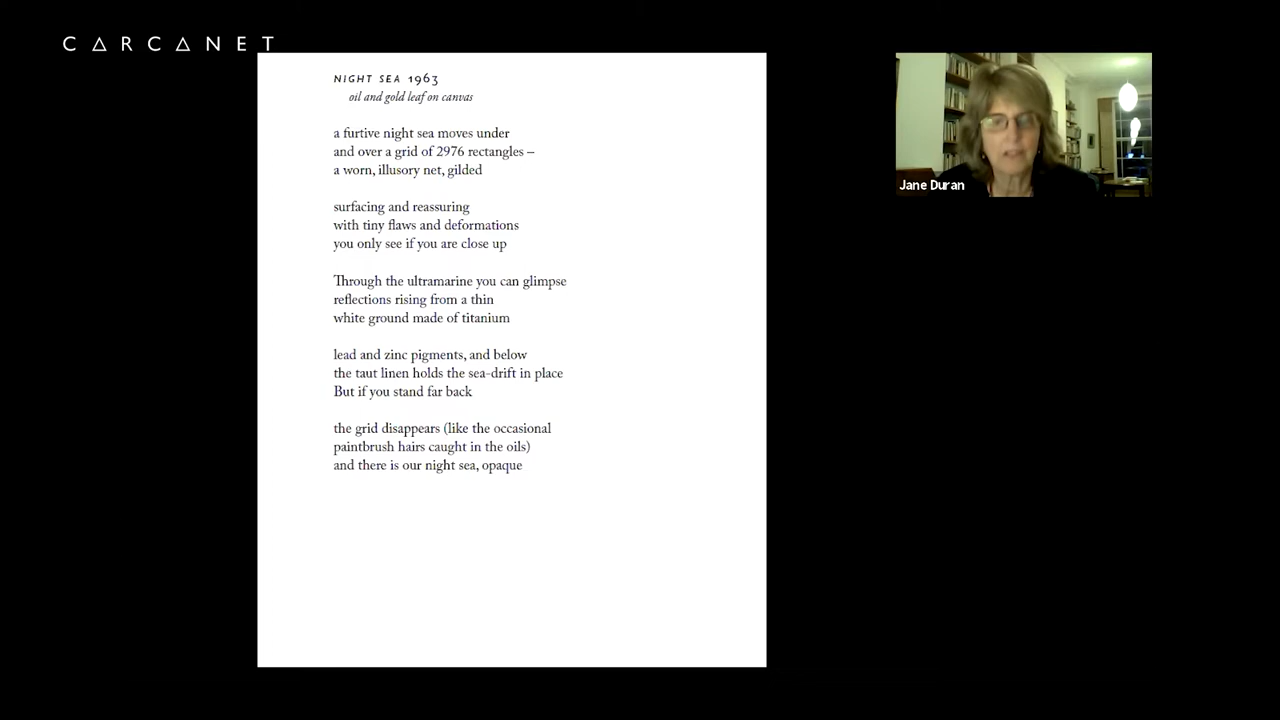 CARCANET
NIGHT SEA 1963
oil and gold leaf on canvas
a furtive night sea moves under
and over a grid of 2976 rectangles –
a worn, illusory net, gilded
surfacing and reassuring
with tiny flaws and deformations
you only see if you are close up
Through the ultramarine you can glimpse
reflections rising from a thin
white ground made of titanium
lead and zinc pigments, and below
the taut linen holds the sea-drift in place
But if you stand far back
the grid disappears (like the occasional
paintbrush hairs caught in the oils)
and there is our night sea, opaque
Jane Duran